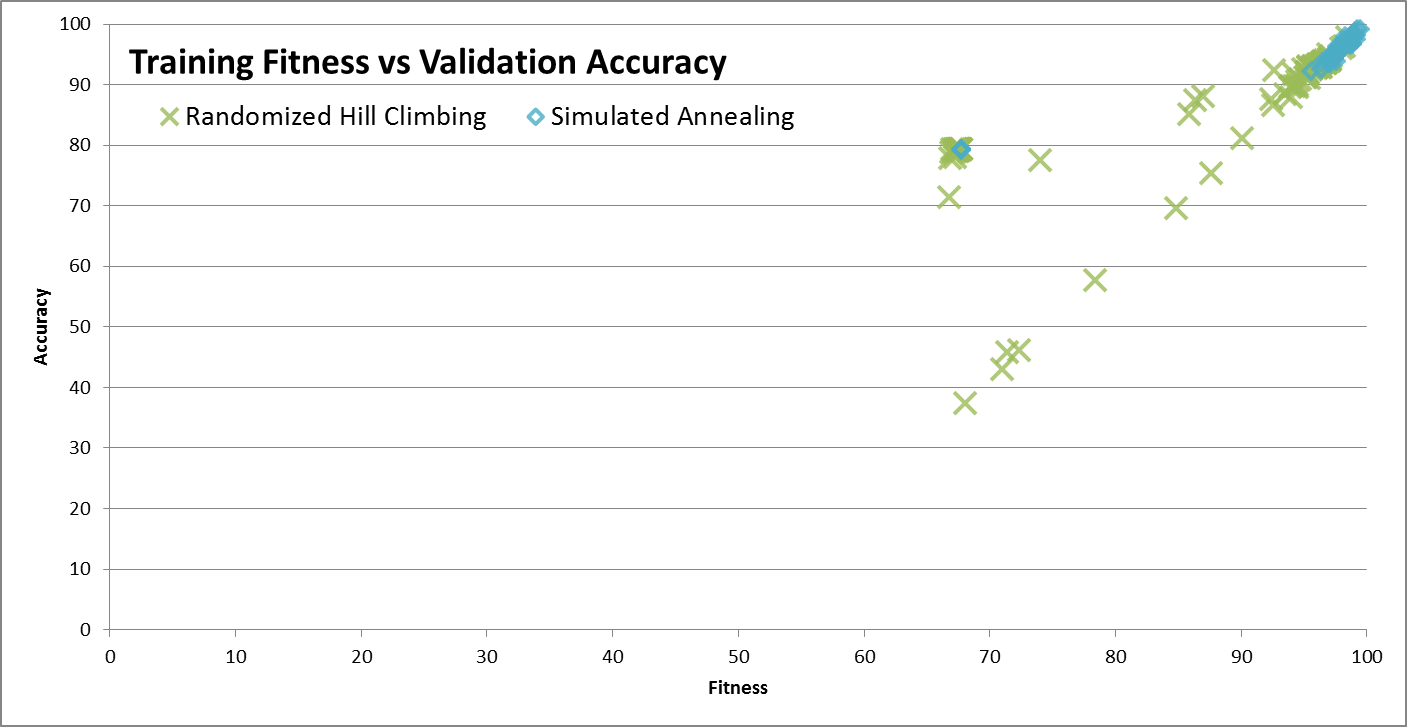 Training Fitness vs Validation Accuracy
Randomized Hill Climbing Simulated Annealing
Accuracy
100
90
80
70
60
50
40
30
20
10
0
0 10 20 30 40 50 60 70 80 90 100
Fitness